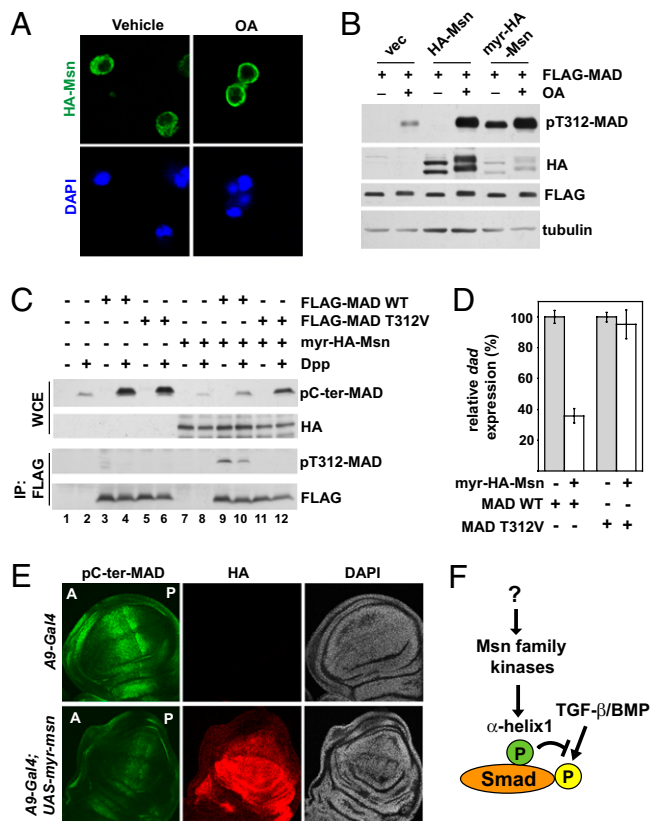 A
Vehicle
OA
HA-Msn
DAPI
B
vec
HA-Msn
myr-HA
-Msn
+ + + + + + FLAG-MAD
– + – + – + OA
pT312-MAD
HA
FLAG
tubulin
C
- - + + - - - - + + - - FLAG-MAD WT
- - - - + + - - - - + + FLAG-MAD T312V
- - - - - - + + + + + + myr-HA-Msn
- + - + - + - + - + - + Dpp
WCE
pC-ter-MAD
HA
IP:
FLAG
pT312-MAD
FLAG
1 2 3 4 5 6 7 8 9 10 11 12
D
relative dad
expression (%)
100
80
60
40
myr-HA-Msn - + - +
MAD WT + + - -
MAD T312V - - + +
E
pC-ter-MAD
HA
DAPI
A9-Gal4
A
P
A9-Gal4;
UAS-myr-msn
A
P
F
?
Msn family
kinases
α-helix1
TGF-β/BMP
P
Smad
P